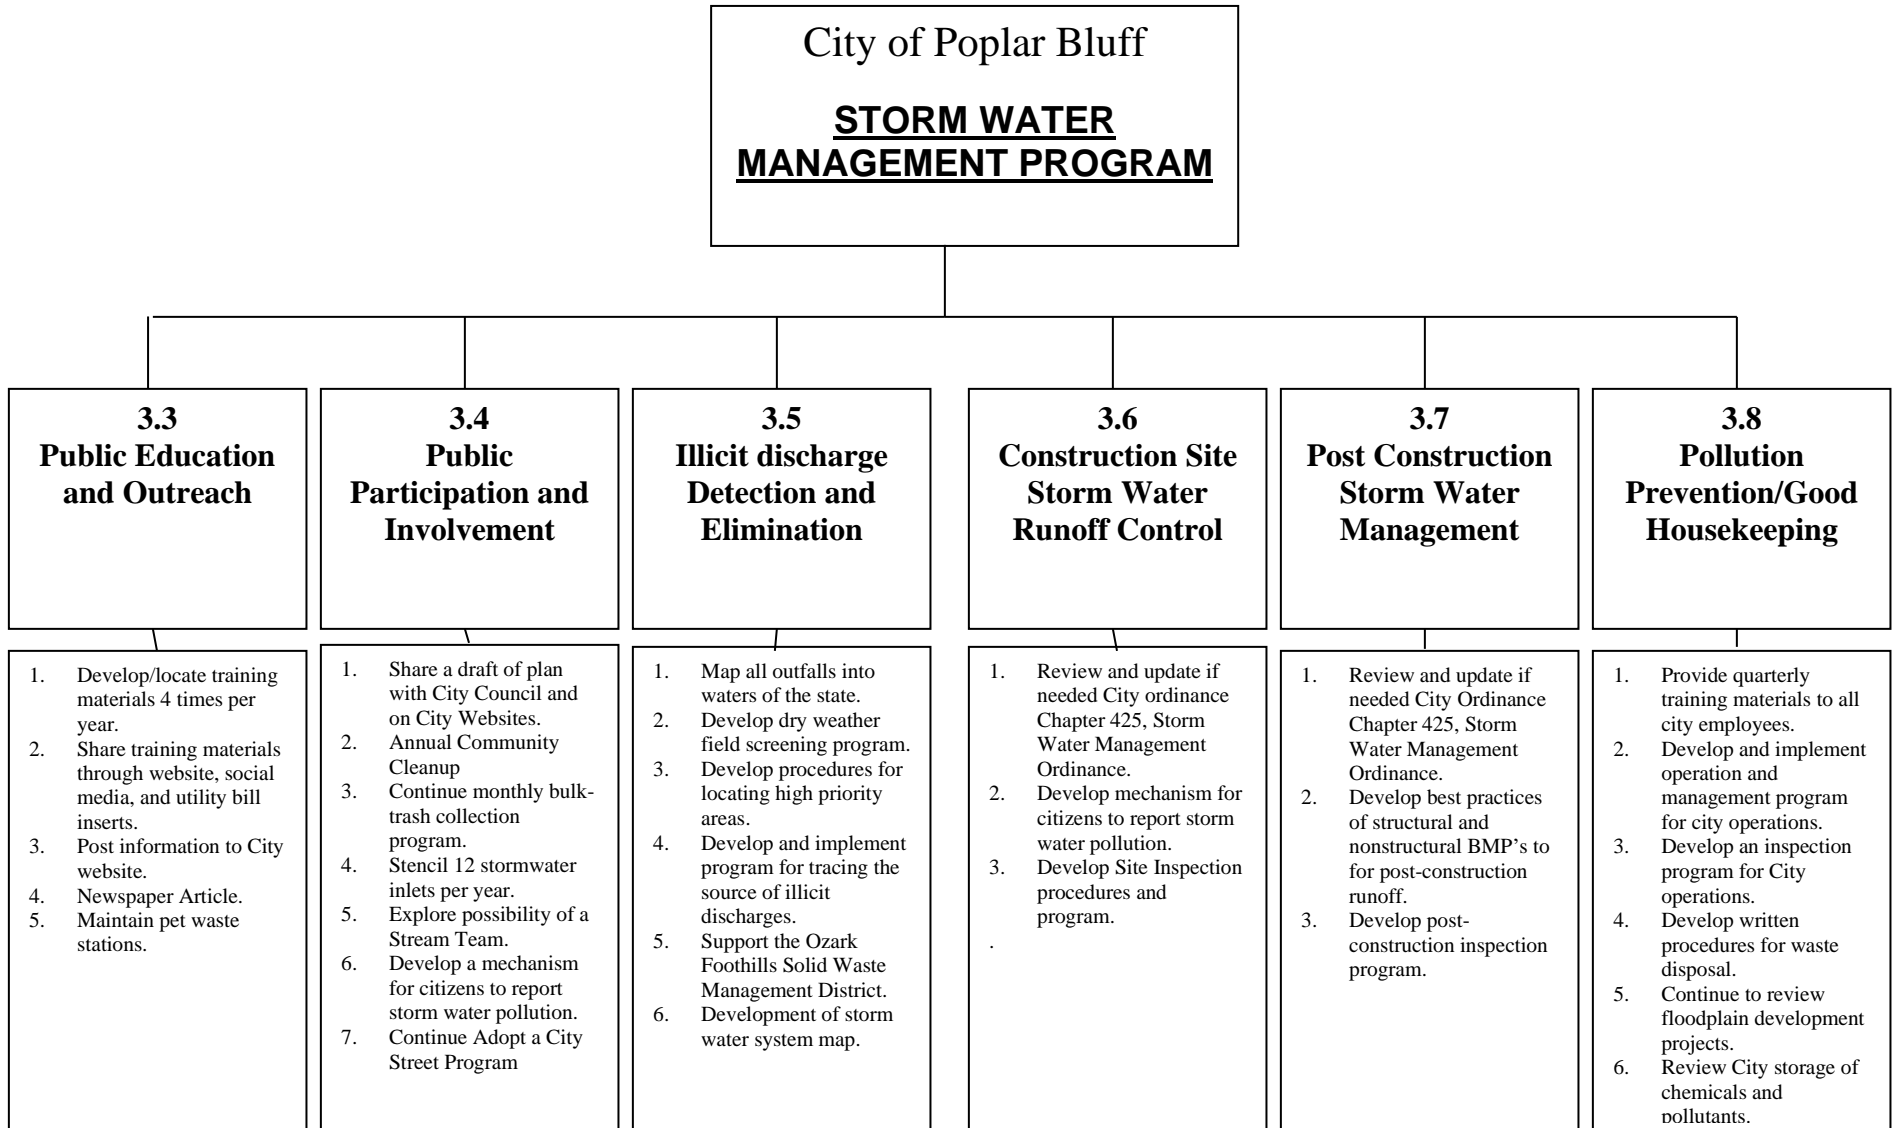 City of Poplar Bluff
STORM WATER
MANAGEMENT PROGRAM
3.3
Public Education
and Outreach
3.4
Public
Participation and
Involvement
3.5
Illicit discharge
Detection and
Elimination
3.6
Construction Site
Storm Water
Runoff Control
3.7
Post Construction
Storm Water
Management
3.8
Pollution
Prevention/Good
Housekeeping
1. Develop/locate training
materials 4 times per
year.
2. Share training materials
through website, social
media, and utility bill
inserts.
3. Post information to City
website.
4. Newspaper Article.
5. Maintain pet waste
stations.
1. Share a draft of plan
with City Council and
on City Websites.
2. Annual Community
Cleanup
3. Continue monthly bulk-
trash collection
program.
4. Stencil 12 stormwater
inlets per year.
5. Explore possibility of a
Stream Team.
6. Develop a mechanism
for citizens to report
storm water pollution.
7. Continue Adopt a City
Street Program
1. Map all outfalls into
waters of the state.
2. Develop dry weather
field screening program.
3. Develop procedures for
locating high priority
areas.
4. Develop and implement
program for tracing the
source of illicit
discharges.
5. Support the Ozark
Foothills Solid Waste
Management District.
6. Development of storm
water system map.
1. Review and update if
needed City ordinance
Chapter 425, Storm
Water Management
Ordinance.
2. Develop mechanism for
citizens to report storm
water pollution.
3. Develop Site Inspection
procedures and
program.
.
1. Review and update if
needed City Ordinance
Chapter 425, Storm
Water Management
Ordinance.
2. Develop best practices
of structural and
nonstructural BMP's to
for post-construction
runoff.
3. Develop post-
construction inspection
program.
1. Provide quarterly
training materials to all
city employees.
2. Develop and implement
operation and
management program
for city operations.
3. Develop an inspection
program for City
operations.
4. Develop written
procedures for waste
disposal.
5. Continue to review
floodplain development
projects.
6. Review City storage of
chemicals and
pollutants.